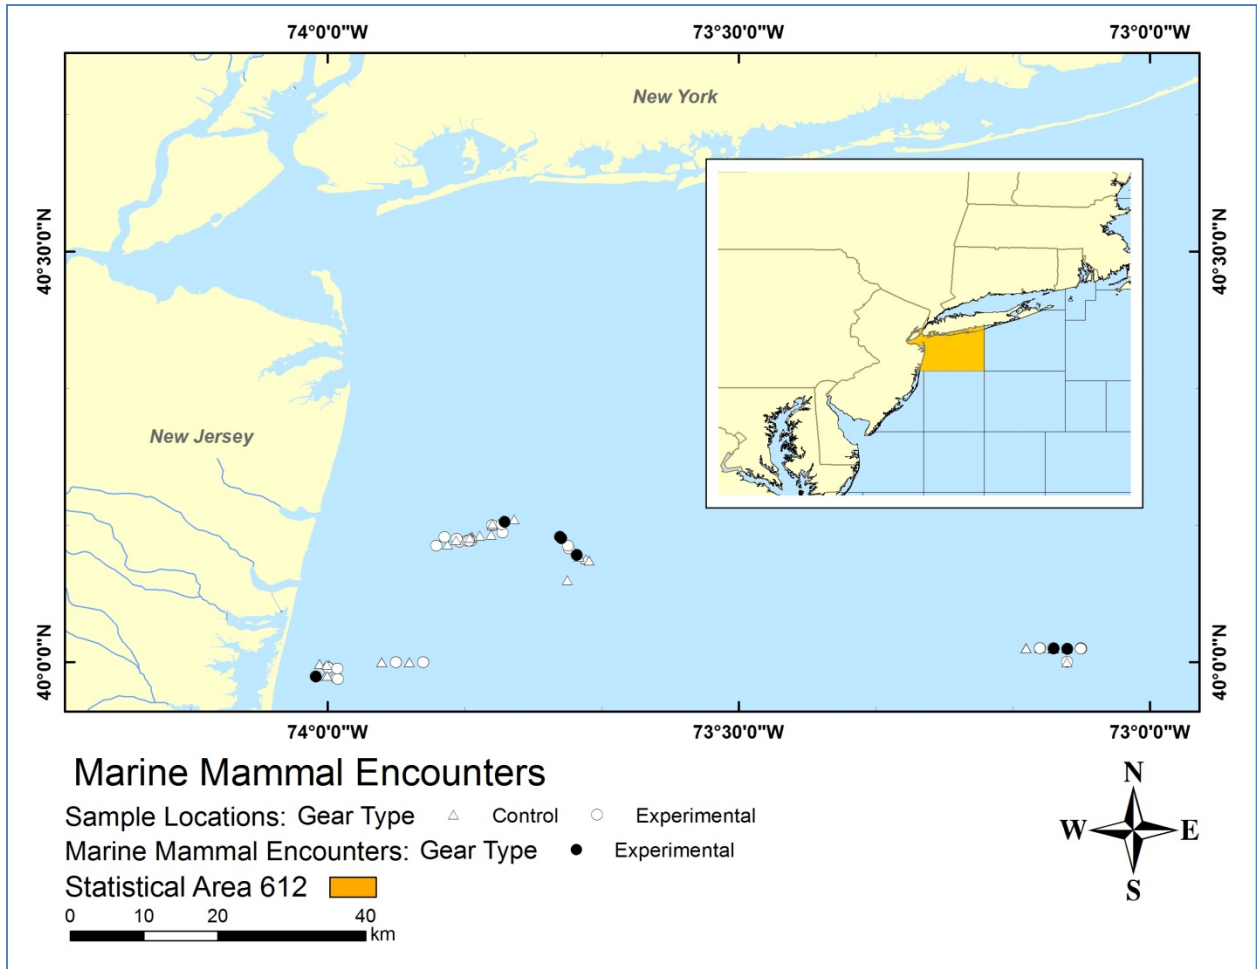 74°0'0"W 73°30'0"W 73°0'0"W
New York
40°30'0"N 40°30'0"N
New Jersey
40°0'0"N 40°0'0"N
74°0'0"W 73°30'0"W 73°0'0"W
Marine Mammal Encounters
Sample Locations: Gear Type Control Experimental
Marine Mammal Encounters: Gear Type Experimental
Statistical Area 612
0 10 20 40
km
N
W E
S